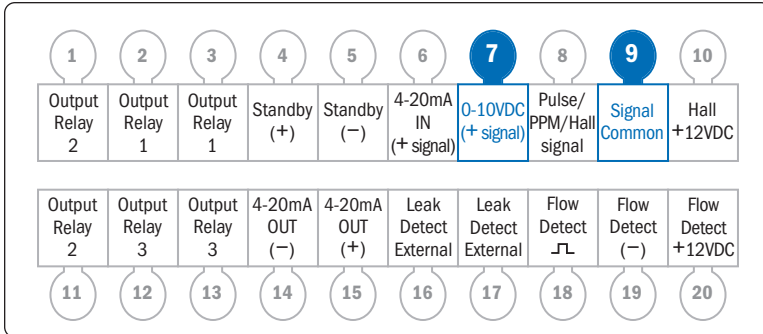 1 2 3 4 5 6 7 8 9 10
Output Relay 2
Output Relay 1
Output Relay 1
Standby (+)
Standby (−)
4-20mA IN (+ signal)
0-10VDC (+ signal)
Pulse/ PPM/Hall signal
Signal Common
Hall +12VDC
Output Relay 2
Output Relay 3
Output Relay 3
4-20mA OUT (−)
4-20mA OUT (+)
Leak Detect External
Leak Detect External
Flow Detect
Flow Detect (−)
Flow Detect +12VDC
11 12 13 14 15 16 17 18 19 20